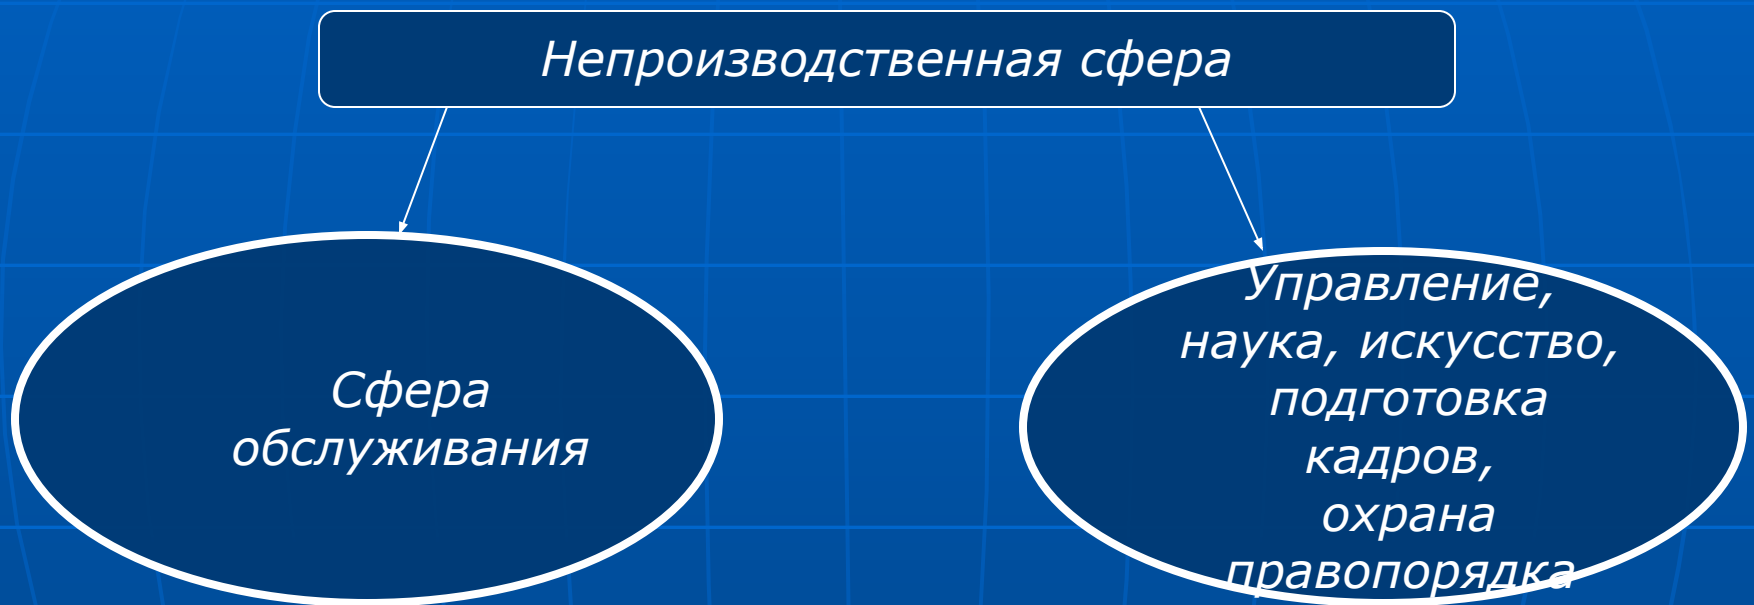 Непроизводственная сфера
Сфера
обслуживания
Управление,
наука, искусство,
подготовка
кадров,
охрана
правопорядка